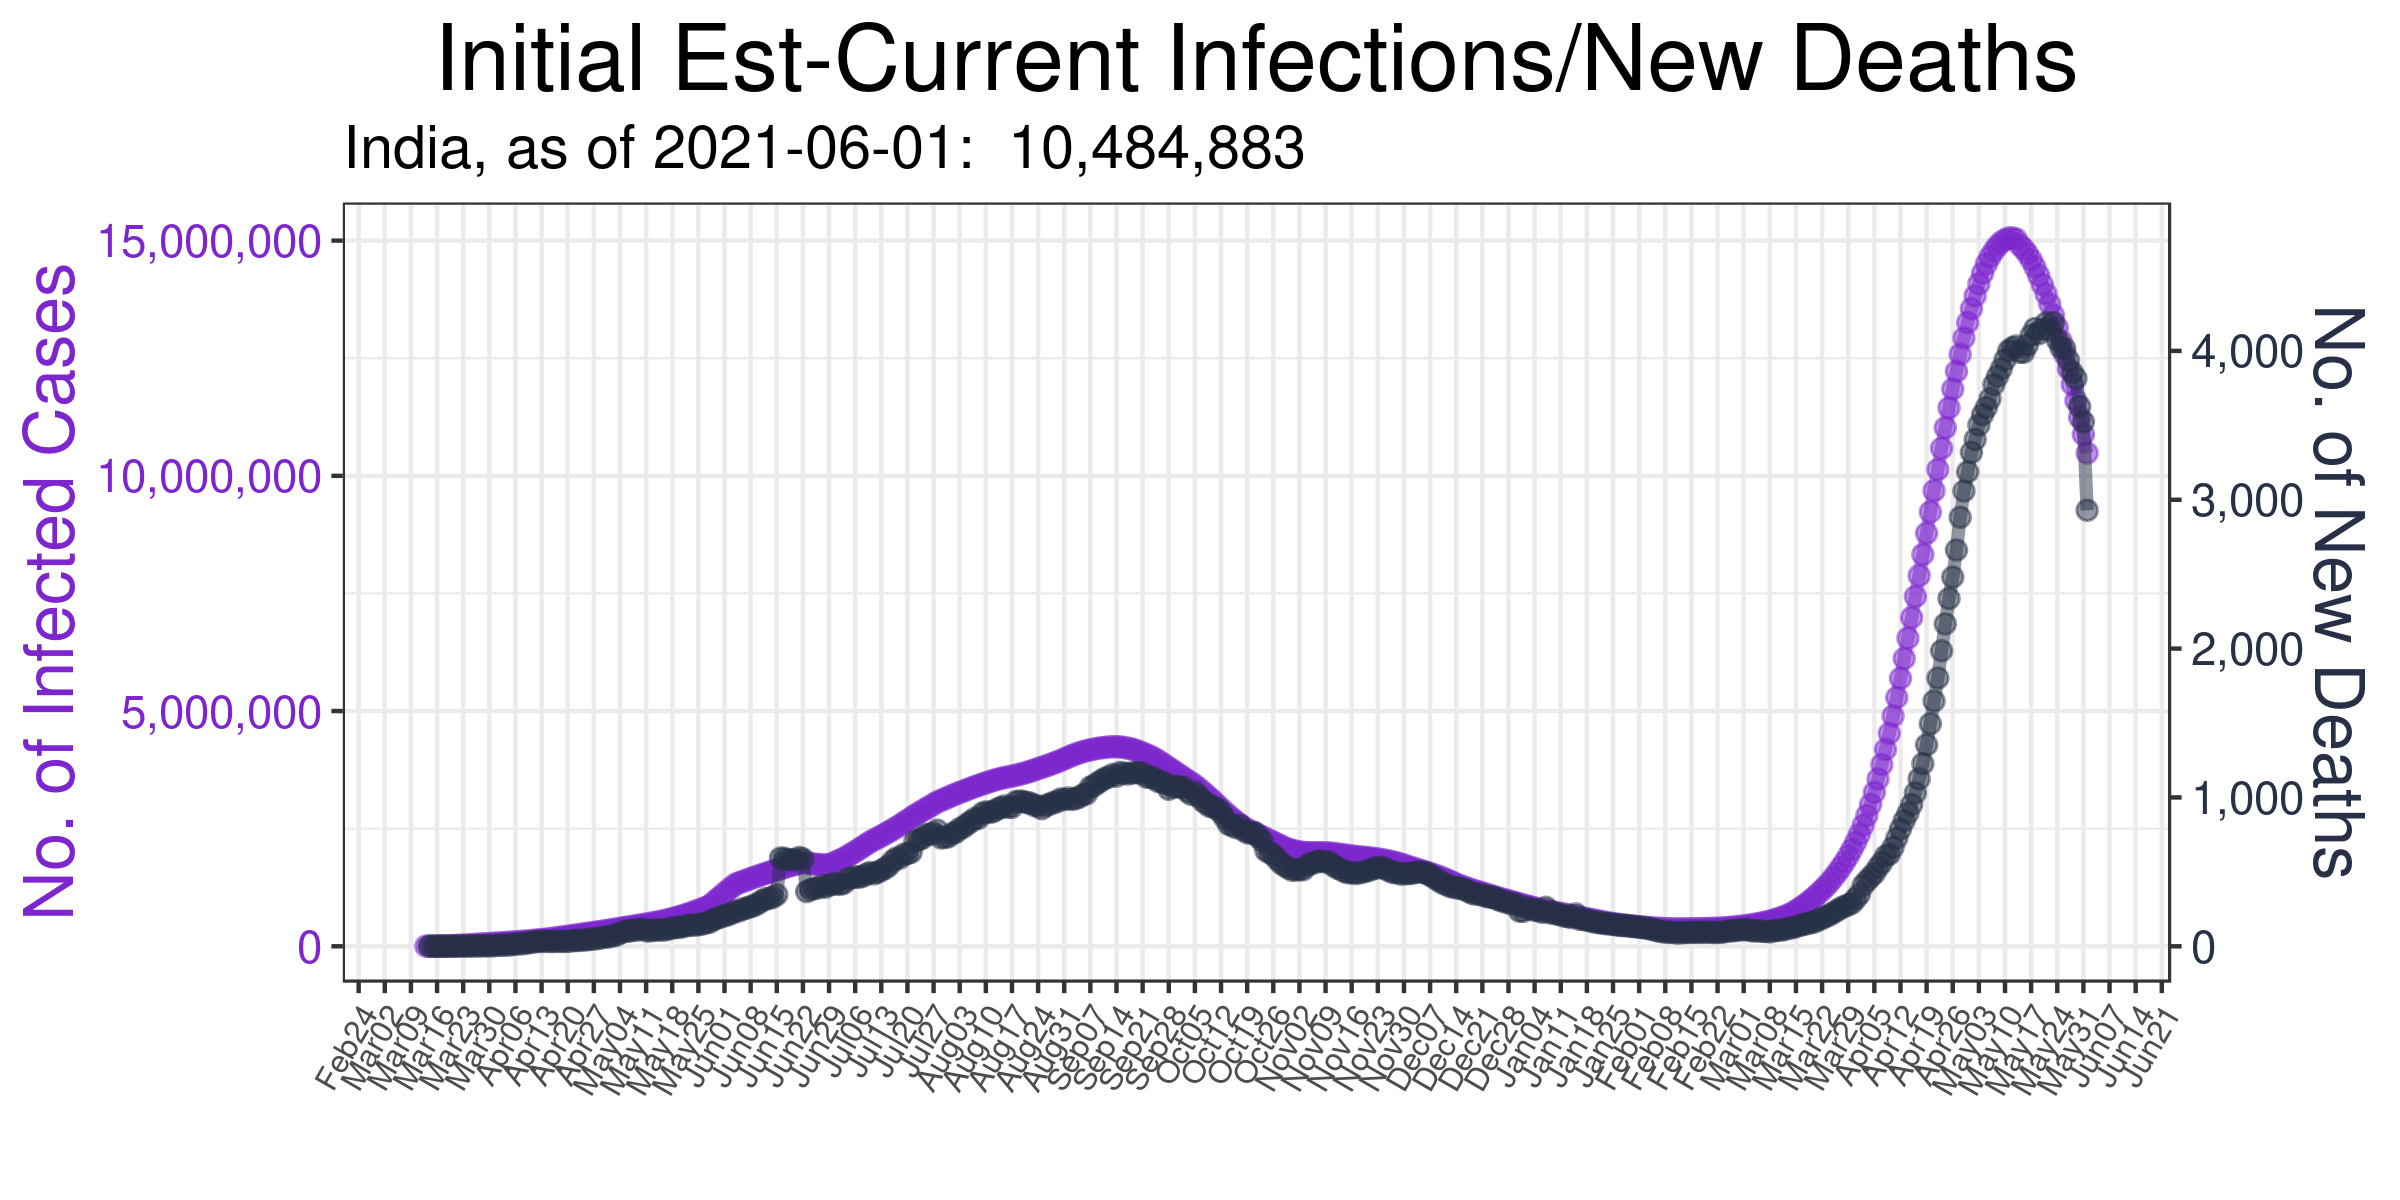 Initial Est-Current Infections/New Deaths
India, as of 2021-06-01: 10,484,883
No. of Infected Cases
15,000,000
10,000,000
5,000,000
0
4,000
3,000
2,000
1,000
0
No. of New Deaths
Feb24
Mar02
Mar09
Mar16
Mar23
Mar30
Apr06
Apr13
Apr20
Apr27
May04
May11
May18
May25
Jun01
Jun08
Jun15
Jun22
Jun29
Jul06
Jul13
Jul20
Jul27
Aug03
Aug10
Aug17
Aug24
Aug31
Sep07
Sep14
Sep21
Sep28
Oct05
Oct12
Oct19
Oct26
Nov02
Nov09
Nov16
Nov23
Nov30
Dec07
Dec14
Dec21
Dec28
Jan04
Jan11
Jan18
Jan25
Feb01
Feb08
Feb15
Feb22
Mar01
Mar08
Mar15
Mar22
Mar29
Apr05
Apr12
Apr19
Apr26
May03
May10
May17
May24
May31
Jun07
Jun14
Jun21